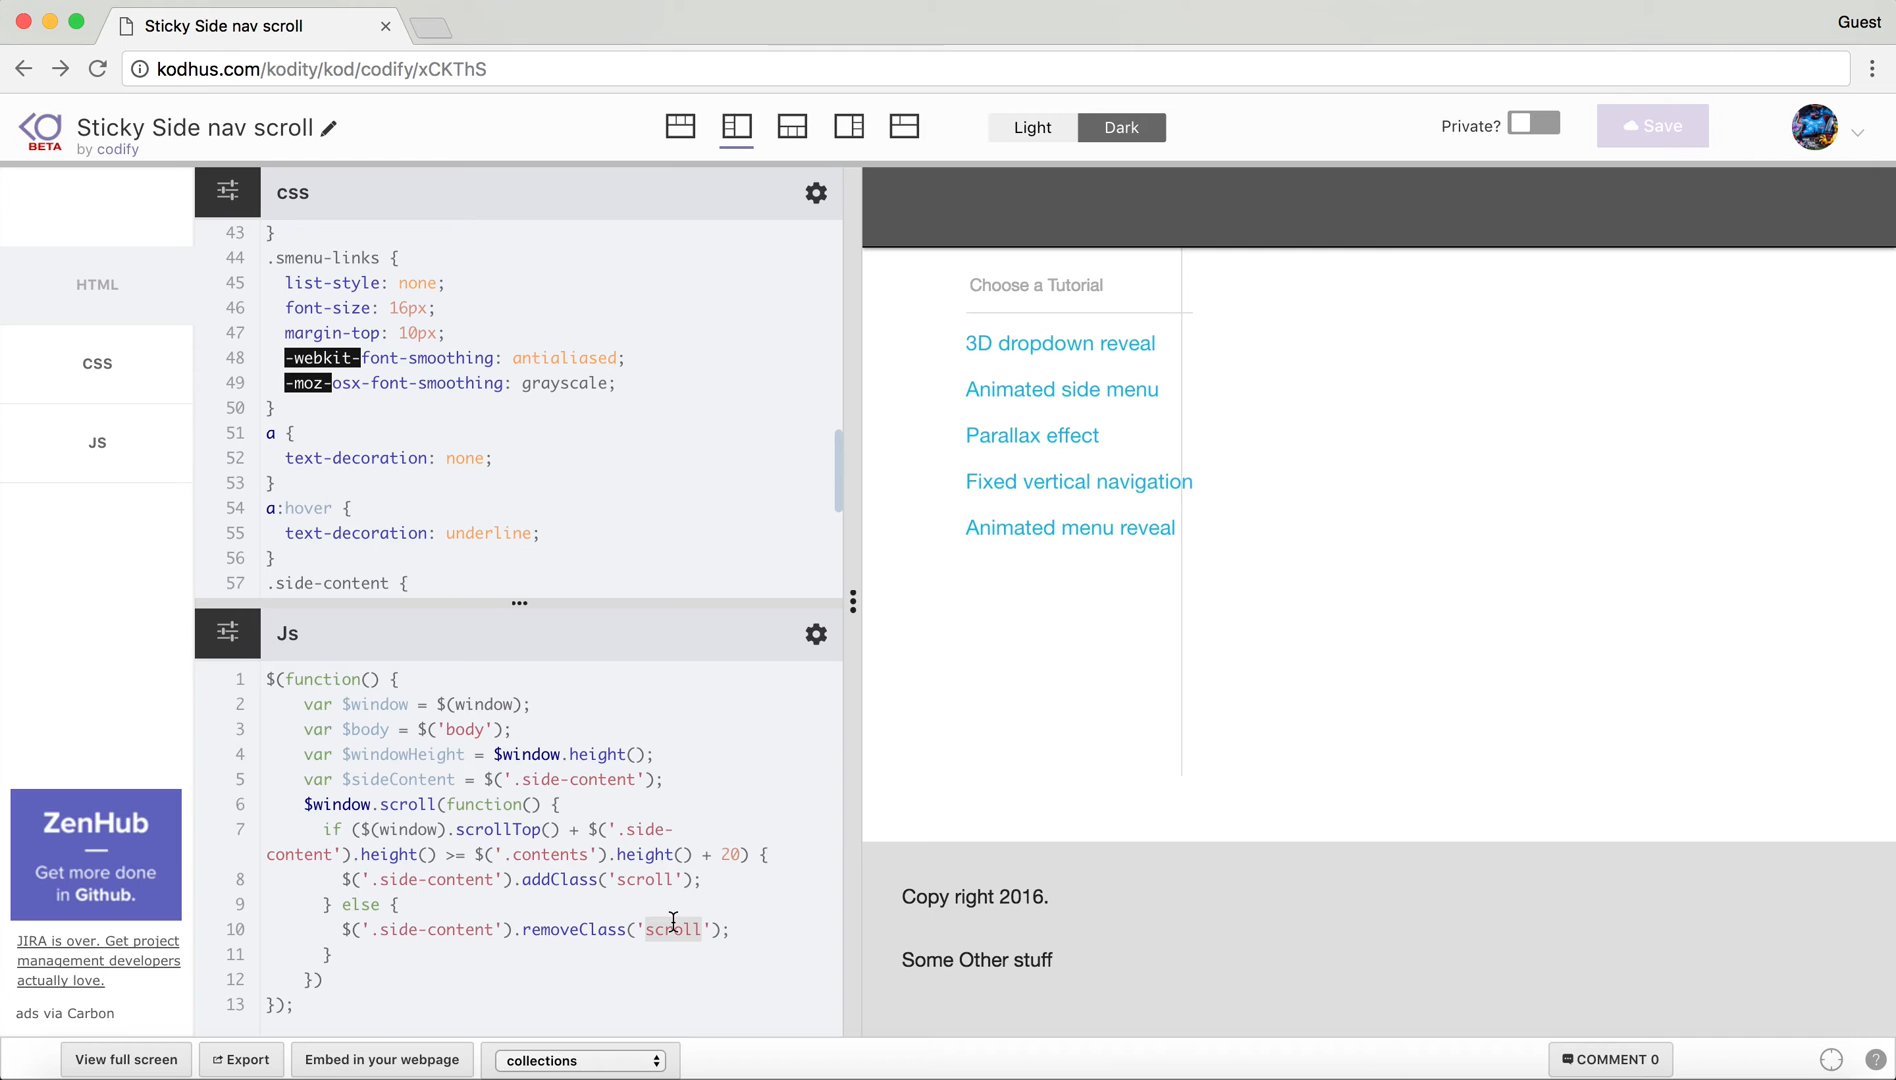 Sticky Side nav scroll
Guest
kodhus.com/kodity/kod/codify/xCKThS
BETA
Sticky Side nav scroll
by codify
Light
Dark
Private?
Save
HTML
CSS
JS
css
43 }
44 .smenu-links {
45 list-style: none;
46 font-size: 16px;
47 margin-top: 10px;
48 -webkit-font-smoothing: antialiased;
49 -moz-osx-font-smoothing: grayscale;
50 }
51 a {
52 text-decoration: none;
53 }
54 a:hover {
55 text-decoration: underline;
56 }
57 .side-content {
Js
1 $(function() {
2 var $window = $(window);
3 var $body = $('body');
4 var $windowHeight = $window.height();
5 var $sideContent = $('.side-content');
6 $window.scroll(function() {
7 if ($(window).scrollTop() + $('.side-
content').height() >= $('.contents').height() + 20) {
8 $('.side-content').addClass('scroll');
9 } else {
10 $('.side-content').removeClass('scroll');
11 }
12 })
13 });
Choose a Tutorial
3D dropdown reveal
Animated side menu
Parallax effect
Fixed vertical navigation
Animated menu reveal
Copy right 2016.
Some Other stuff
ZenHub
Get more done
in Github.
JIRA is over. Get project
management developers
actually love.
ads via Carbon
View full screen
Export
Embed in your webpage
collections
COMMENT 0
?